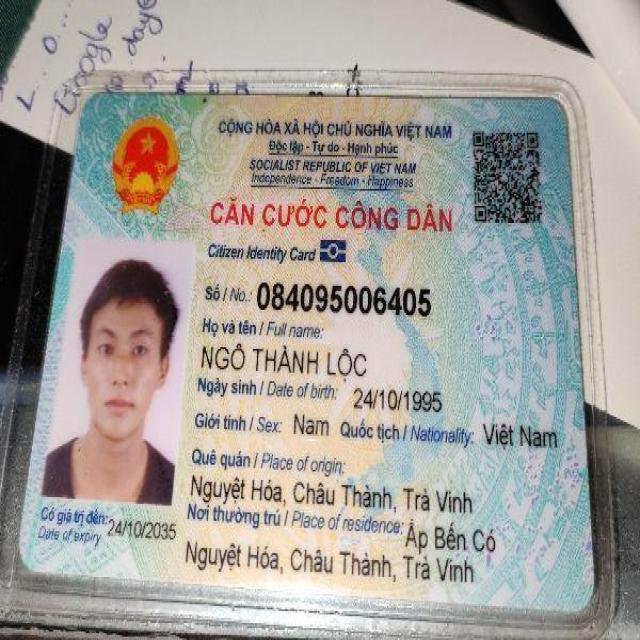 L.O...
Google
day
CỘNG HÒA XÃ HỘI CHỦ NGHĨA VIỆT NAM
Độc lập - Tự do - Hạnh phúc
SOCIALIST REPUBLIC OF VIET NAM
Independence - Freedom - Happiness
CĂN CƯỚC CÔNG DÂN
Citizen Identity Card
Số / No.: 084095006405
Họ và tên / Full name:
NGÔ THÀNH LỘC
Ngày sinh / Date of birth: 24/10/1995
Giới tính / Sex: Nam Quốc tịch / Nationality: Việt Nam
Quê quán / Place of origin:
Nguyệt Hóa, Châu Thành, Trà Vinh
Nơi thường trú / Place of residence: Ấp Bến Có
Nguyệt Hóa, Châu Thành, Trà Vinh
Có giá trị đến: 24/10/2035
Date of expiry